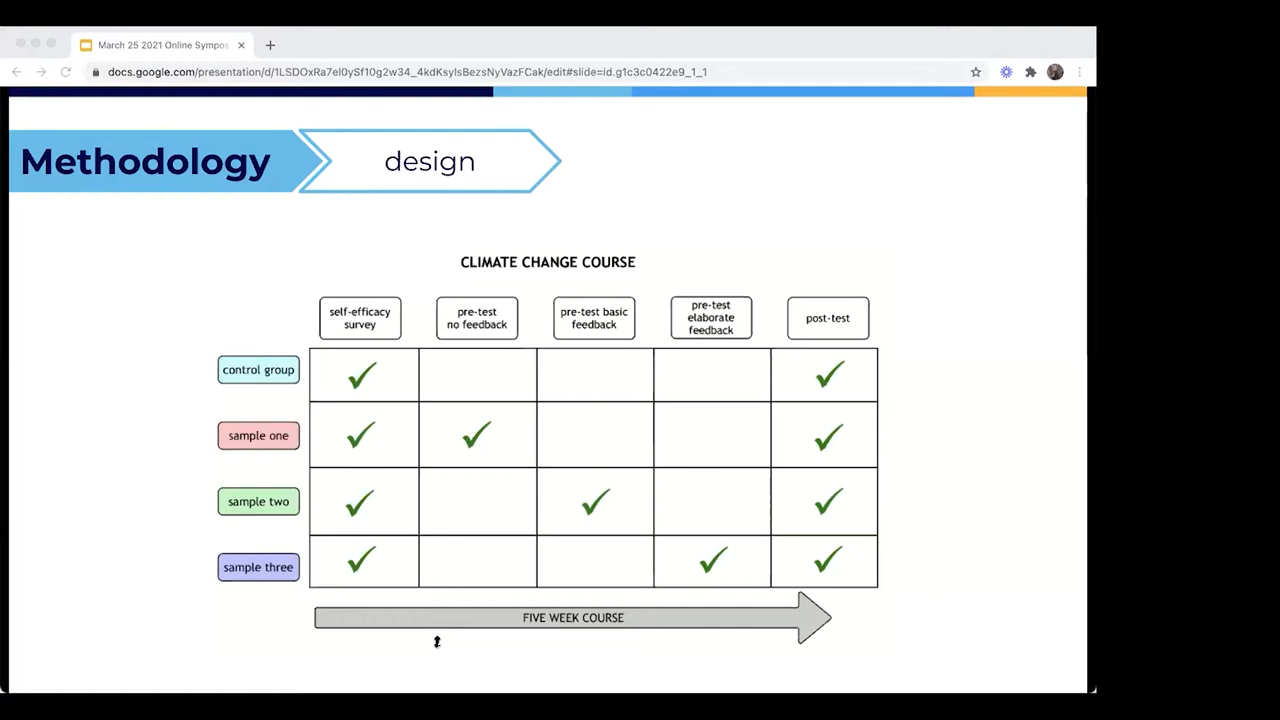 March 25 2021 Online Sympos
docs.google.com/presentation/d/1LSDOxRa7el0ySf10g2w34_4kdKsylsBezsNyVazFCak/edit#slide=id.g1c3c0422e9_1_1
Methodology
design
CLIMATE CHANGE COURSE
self-efficacy
survey
pre-test
no feedback
pre-test basic
feedback
pre-test
elaborate
feedback
post-test
control group
sample one
sample two
sample three
FIVE WEEK COURSE